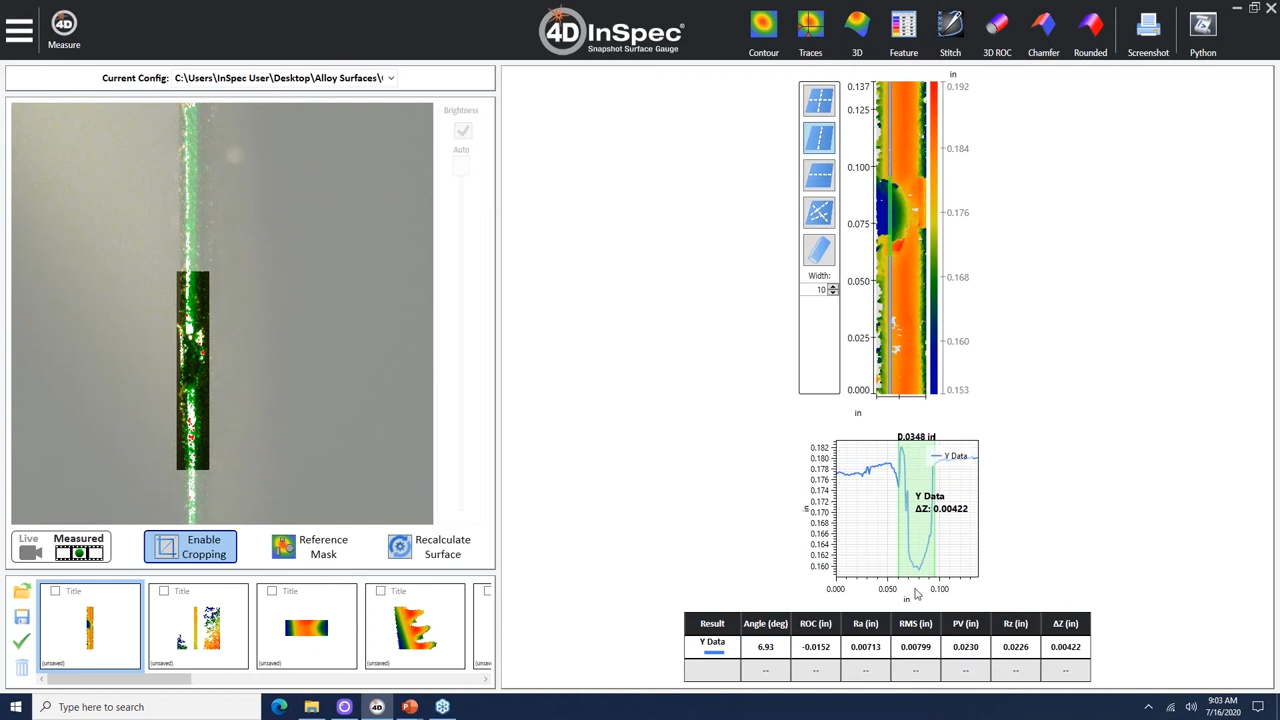 Measure
4D InSpec®
Snapshot Surface Gauge
Contour
Traces
3D
Feature
Stitch
3D ROC
Chamfer
Rounded
Screenshot
Python
Current Config: C:\Users\InSpec User\Desktop\Alloy Surfaces\
Brightness
Auto
Live
Measured
Enable
Cropping
Reference
Mask
Recalculate
Surface
Title
(unsaved)
Title
(unsaved)
Title
(unsaved)
Title
(unsaved)
Width:
10
in
0.137
0.125
0.100
0.075
0.050
0.025
0.000
in
0.192
0.184
0.176
0.168
0.160
0.153
0.0348 in
Y Data
Y Data
ΔZ: 0.00422
0.182
0.180
0.178
0.176
0.174
0.172
0.170
0.168
0.166
0.164
0.162
0.160
in
0.000 0.050 0.100
in
Result Angle (deg) ROC (in) Ra (in) RMS (in) PV (in) Rz (in) ΔZ (in)
Y Data 6.93 -0.0152 0.00713 0.00799 0.0230 0.0226 0.00422
-- -- -- -- -- -- --
Type here to search
4D
9:03 AM
7/16/2020